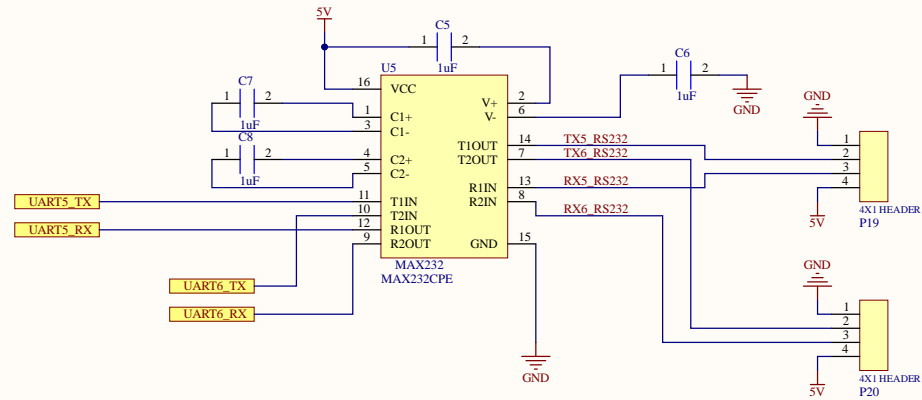 5V
C5
1 2
1uF
U5
16 VCC
C7
1 2
1uF
1 C1+
3 C1-
C8
1 2
1uF
4 C2+
5 C2-
V+ 2
V- 6
C6
1 2
1uF
GND
T1OUT 14 TX5_RS232
T2OUT 7 TX6_RS232
R1IN 13 RX5_RS232
R2IN 8 RX6_RS232
UART5_TX
11 T1IN
10 T2IN
UART5_RX
12 R1OUT
9 R2OUT
GND 15
MAX232
MAX232CPE
UART6_TX
UART6_RX
GND
GND
1
2
3
4
5V
4X1 HEADER
P19
GND
1
2
3
4
5V
4X1 HEADER
P20